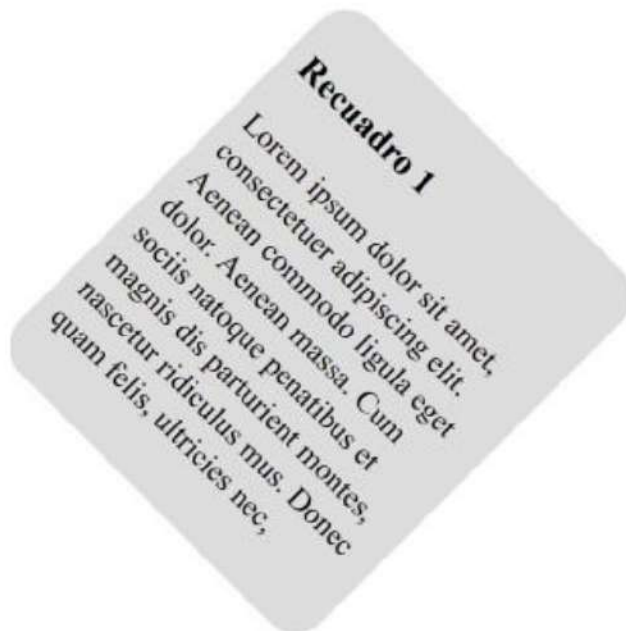 Recuadro 1
Lorem ipsum dolor sit amet,
consectetuer adipiscing elit.
Aenean commodo ligula eget
dolor. Aenean massa. Cum
sociis natoque penatibus et
magnis dis parturient montes,
nascetur ridiculus mus. Donec
quam felis, ultricies nec,